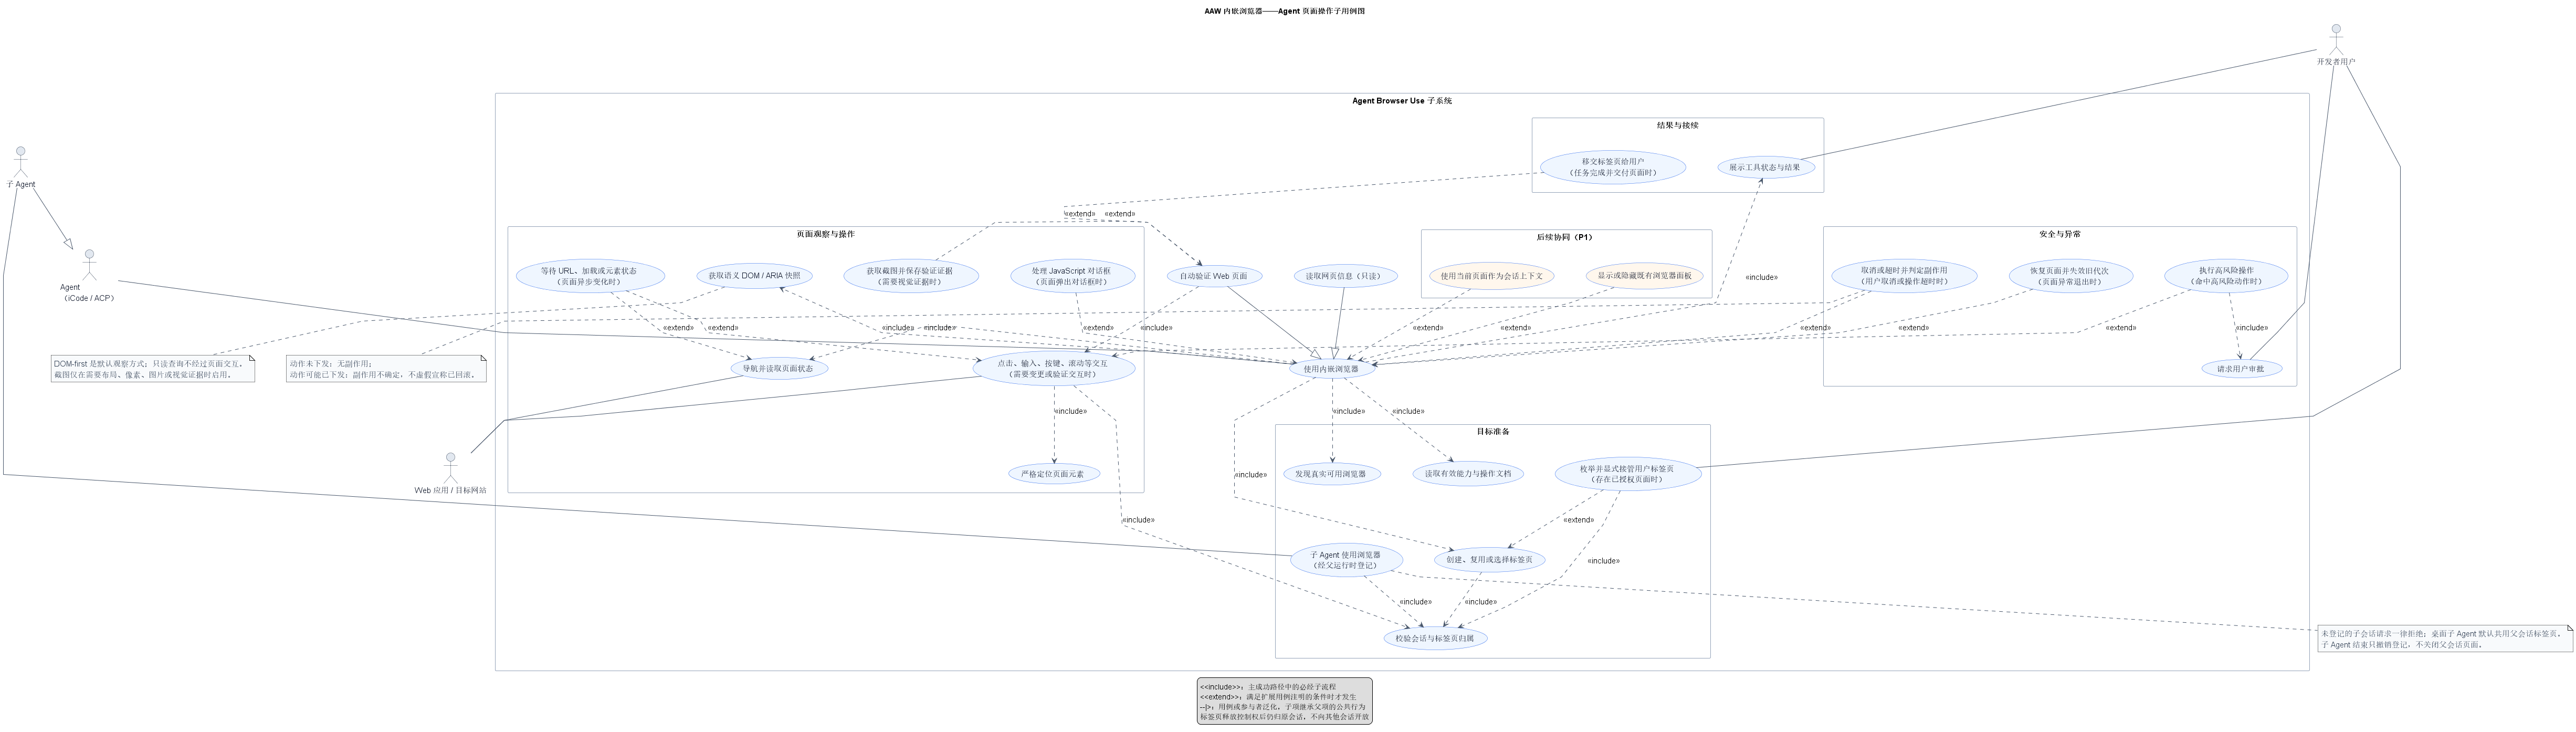 AAW 内嵌浏览器——Agent 页面操作子用例图
开发者用户
Agent Browser Use 子系统
结果与接续
移交标签页给用户
（任务完成并交付页面时）
展示工具状态与结果
子 Agent
Agent
（iCode / ACP）
«extend»
«extend»
页面观察与操作
等待 URL、加载或元素状态
（页面异步变化时）
获取语义 DOM / ARIA 快照
获取截图并保存验证证据
（需要视觉证据时）
处理 JavaScript 对话框
（页面弹出对话框时）
自动验证 Web 页面
读取网页信息（只读）
后续协同（P1）
使用当前页面作为会话上下文
显示或隐藏既有浏览器面板
«include»
安全与异常
取消或超时并判定副作用
（用户取消或操作超时时）
恢复页面并失效旧代次
（页面异常退出时）
执行高风险操作
（命中高风险动作时）
«extend»
«extend»
«include»
«include»
«extend»
«include»
«extend»
«extend»
«extend»
«extend»
«extend»
«include»
DOM-first 是默认观察方式；只读查询不经过页面交互。
截图仅在需要布局、像素、图片或视觉证据时启用。
动作未下发：无副作用；
动作可能已下发：副作用不确定，不虚假宣称已回滚。
导航并读取页面状态
点击、输入、按键、滚动等交互
（需要变更或验证交互时）
使用内嵌浏览器
请求用户审批
«include»
«include»
«include»
目标准备
«include»
Web 应用 / 目标网站
严格定位页面元素
发现真实可用浏览器
读取有效能力与操作文档
枚举并显式接管用户标签页
（存在已授权页面时）
«include»
«extend»
子 Agent 使用浏览器
（经父运行时登记）
创建、复用或选择标签页
«include»
«include»
«include»
校验会话与标签页归属
未登记的子会话请求一律拒绝；桌面子 Agent 默认共用父会话标签页。
子 Agent 结束只撤销登记，不关闭父会话页面。
<<include>>：主成功路径中的必经子流程
<<extend>>：满足扩展用例注明的条件时才发生
--|>：用例或参与者泛化，子项继承父项的公共行为
标签页释放控制权后仍归原会话，不向其他会话开放